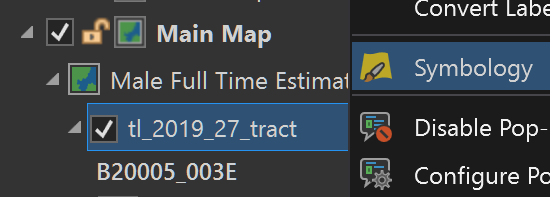 Convert Labe
Main Map
Symbology
Male Full Time Estimat
tl_2019_27_tract
Disable Pop-
B20005_003E
Configure Po